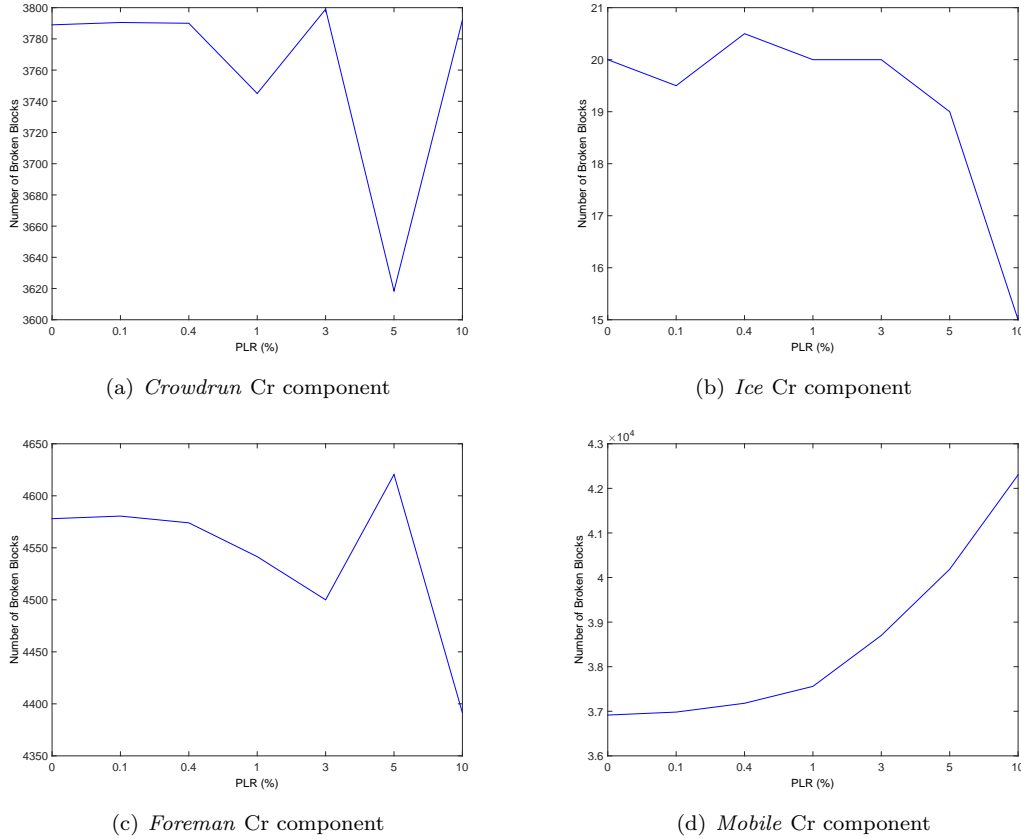 3800
3780
3760
3740
3720
3700
3680
3660
3640
3620
3600
Number of Broken Blocks
0 0.1 0.4 1 3 5 10
PLR (%)
(a) Crowdrun Cr component
21
20
19
18
17
16
15
Number of Broken Blocks
0 0.1 0.4 1 3 5 10
PLR (%)
(b) Ice Cr component
4650
4600
4550
4500
4450
4400
4350
Number of Broken Blocks
0 0.1 0.4 1 3 5 10
PLR (%)
(c) Foreman Cr component
×10⁴
4.3
4.2
4.1
4
3.9
3.8
3.7
3.6
Number of Broken Blocks
0 0.1 0.4 1 3 5 10
PLR (%)
(d) Mobile Cr component